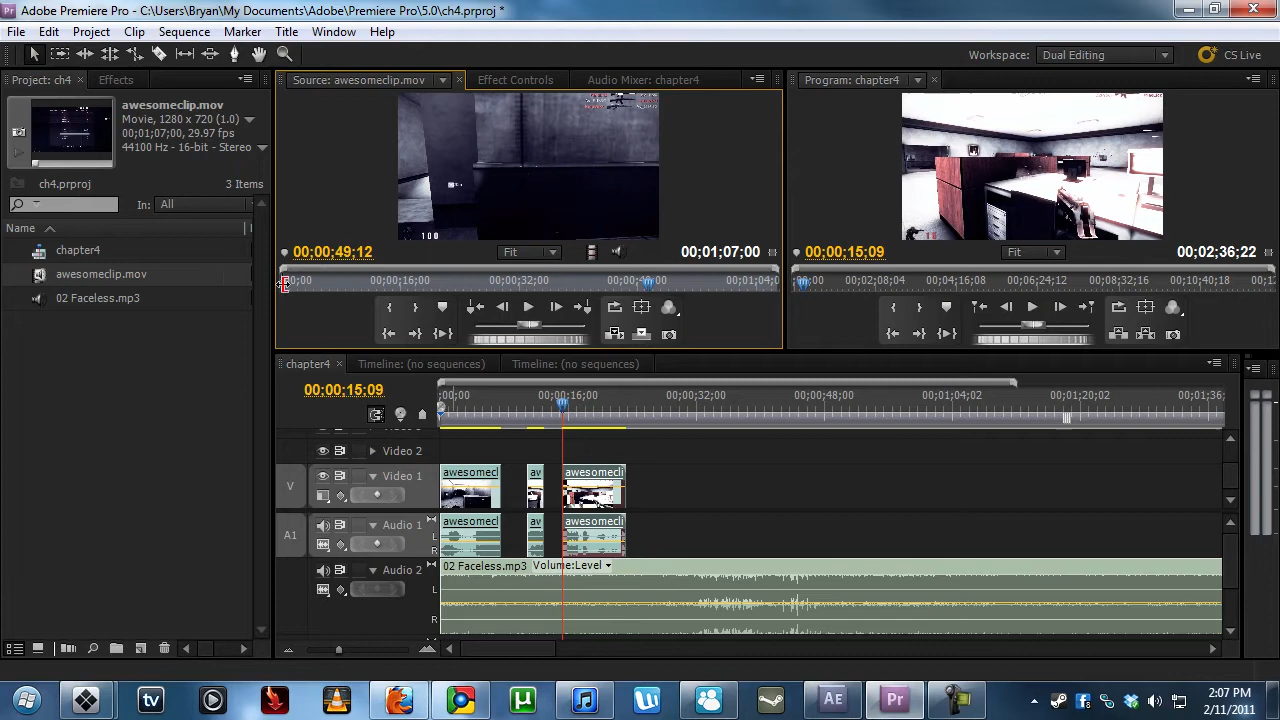 Adobe Premiere Pro - C:\Users\Bryan\My Documents\Adobe\Premiere Pro\5.0\ch4.prproj *
File Edit Project Clip Sequence Marker Title Window Help
Workspace: Dual Editing CS Live
Project: ch4 Effects
Source: awesomeclip.mov Effect Controls Audio Mixer: chapter4
Program: chapter4
awesomeclip.mov
Movie, 1280 x 720 (1.0)
00;01;07;00, 29.97 fps
44100 Hz - 16-bit - Stereo
ch4.prproj 3 Items
In: All
Name
chapter4
awesomeclip.mov
02 Faceless.mp3
100
00;00;49;12 Fit 00;01;07;00
00;00 00;00;16;00 00;00;32;00 00;00;48;00 00;01;04;0
00;00;15;09 Fit 00;02;36;22
00;00 00;02;08;04 00;04;16;08 00;06;24;12 00;08;32;16 00;10;40;18 00;12
chapter4 Timeline: (no sequences) Timeline: (no sequences)
00;00;15;09
;00;00 00;00;16;00 00;00;32;00 00;00;48;00 00;01;04;02 00;01;20;02 00;01;36;
Video 2
V Video 1
awesomecl aw awesomecli
A1 Audio 1
L
R
awesomecl aw awesomecli
Audio 2
02 Faceless.mp3 Volume:Level
L
R
tv
µ
W
f
AE
Pr
2:07 PM
2/11/2011